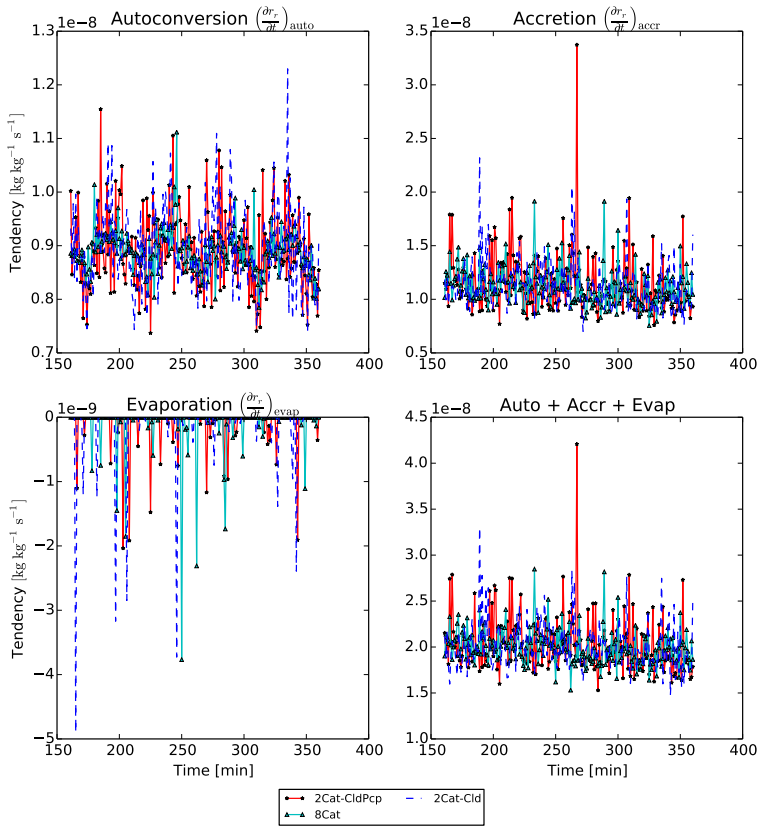 Autoconversion (∂r_r/∂t)_auto
Accretion (∂r_r/∂t)_accr
1e−8
1.3
1.2
1.1
1.0
0.9
0.8
0.7
Tendency [kg kg⁻¹ s⁻¹]
150 200 250 300 350 400
1e−8
3.5
3.0
2.5
2.0
1.5
1.0
0.5
150 200 250 300 350 400
Evaporation (∂r_r/∂t)_evap
Auto + Accr + Evap
1e−9
0
−1
−2
−3
−4
−5
Tendency [kg kg⁻¹ s⁻¹]
150 200 250 300 350 400
Time [min]
1e−8
4.5
4.0
3.5
3.0
2.5
2.0
1.5
1.0
150 200 250 300 350 400
Time [min]
2Cat-CldPcp
2Cat-Cld
8Cat